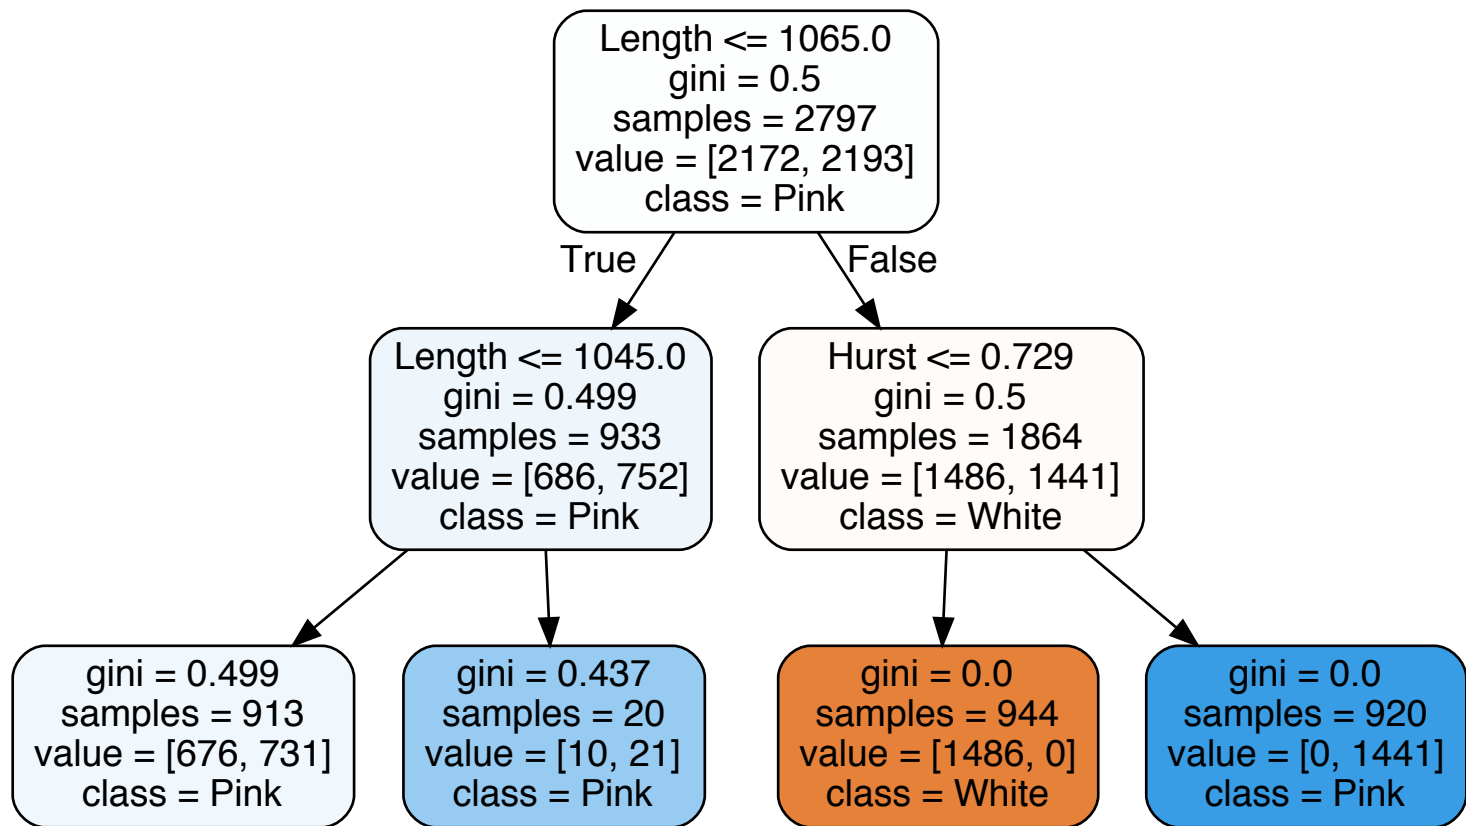 Length <= 1065.0
gini = 0.5
samples = 2797
value = [2172, 2193]
class = Pink
True
False
Length <= 1045.0
gini = 0.499
samples = 933
value = [686, 752]
class = Pink
Hurst <= 0.729
gini = 0.5
samples = 1864
value = [1486, 1441]
class = White
gini = 0.499
samples = 913
value = [676, 731]
class = Pink
gini = 0.437
samples = 20
value = [10, 21]
class = Pink
gini = 0.0
samples = 944
value = [1486, 0]
class = White
gini = 0.0
samples = 920
value = [0, 1441]
class = Pink